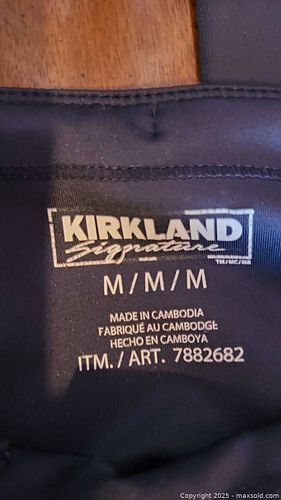 KIRKLAND
Signature
TM/MC/MR
M / M / M
MADE IN CAMBODIA
FABRIQUÉ AU CAMBODGE
HECHO EN CAMBOYA
ITM. / ART. 7882682
Copyright © 2025 - maxsold.com